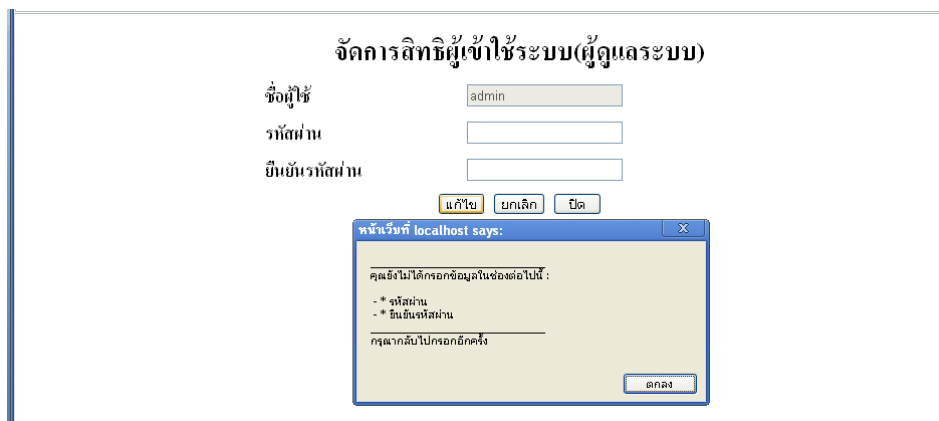 จัดการสิทธิผู้เข้าใช้ระบบ(ผู้ดูแลระบบ)
ชื่อผู้ใช้ admin
รหัสผ่าน
ยืนยันรหัสผ่าน
แก้ไข ยกเลิก ปิด
หน้าเว็บที่ localhost says: X
คุณยังไม่ได้กรอกข้อมูลในช่องต่อไปนี้ :
- * รหัสผ่าน
- * ยืนยันรหัสผ่าน
กรุณากลับไปกรอกอีกครั้ง
ตกลง